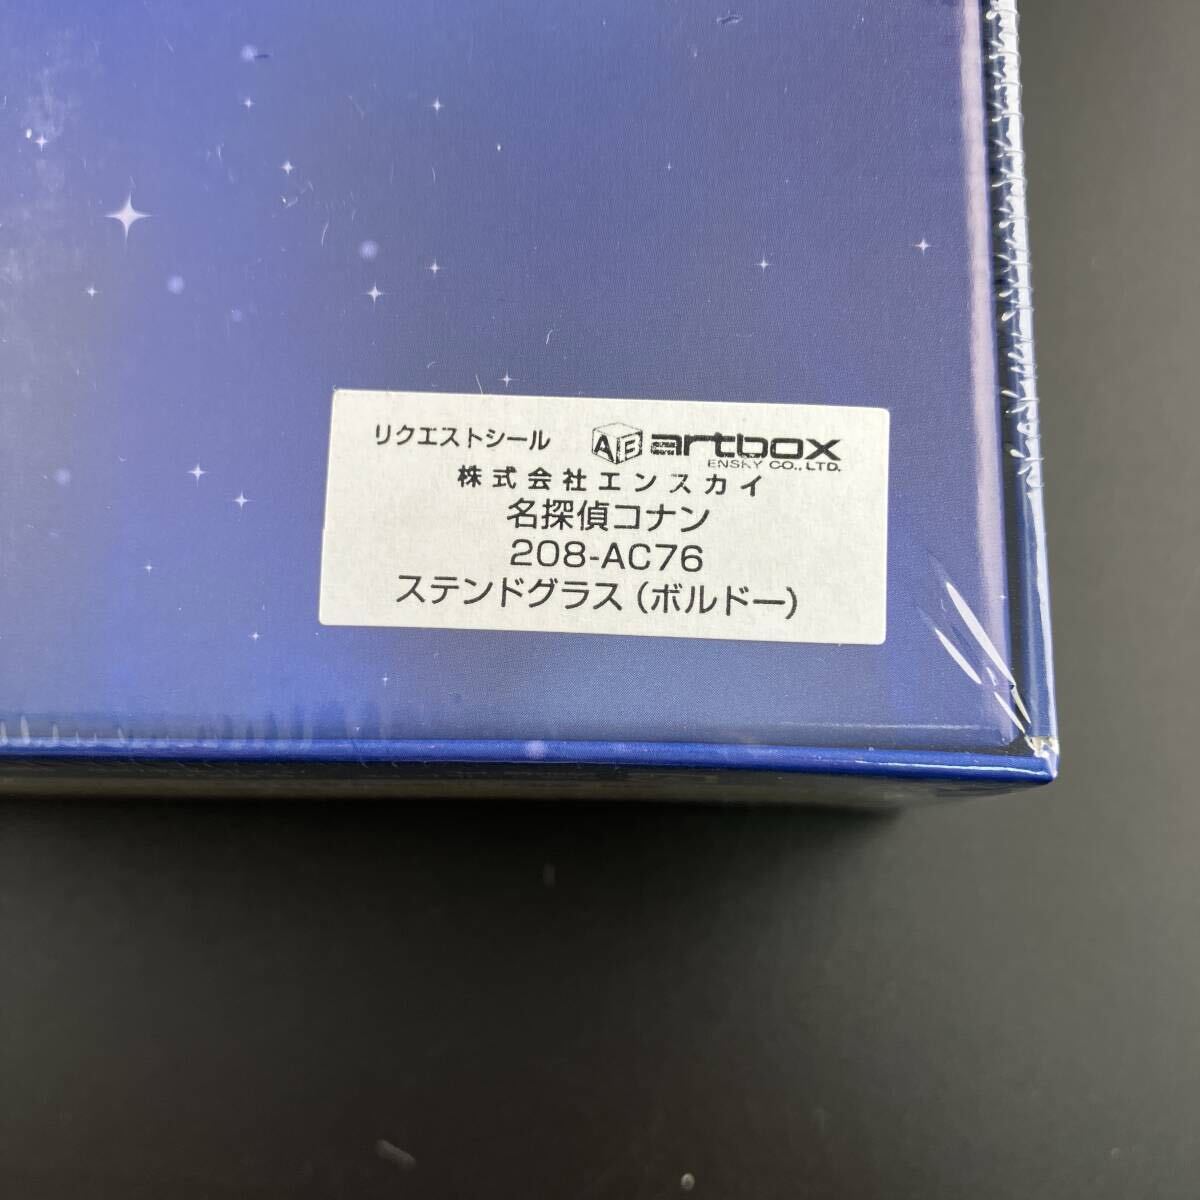 リクエストシール AB artbox
ENSKY CO., LTD.
株式会社エンスカイ
名探偵コナン
208-AC76
ステンドグラス(ボルドー)